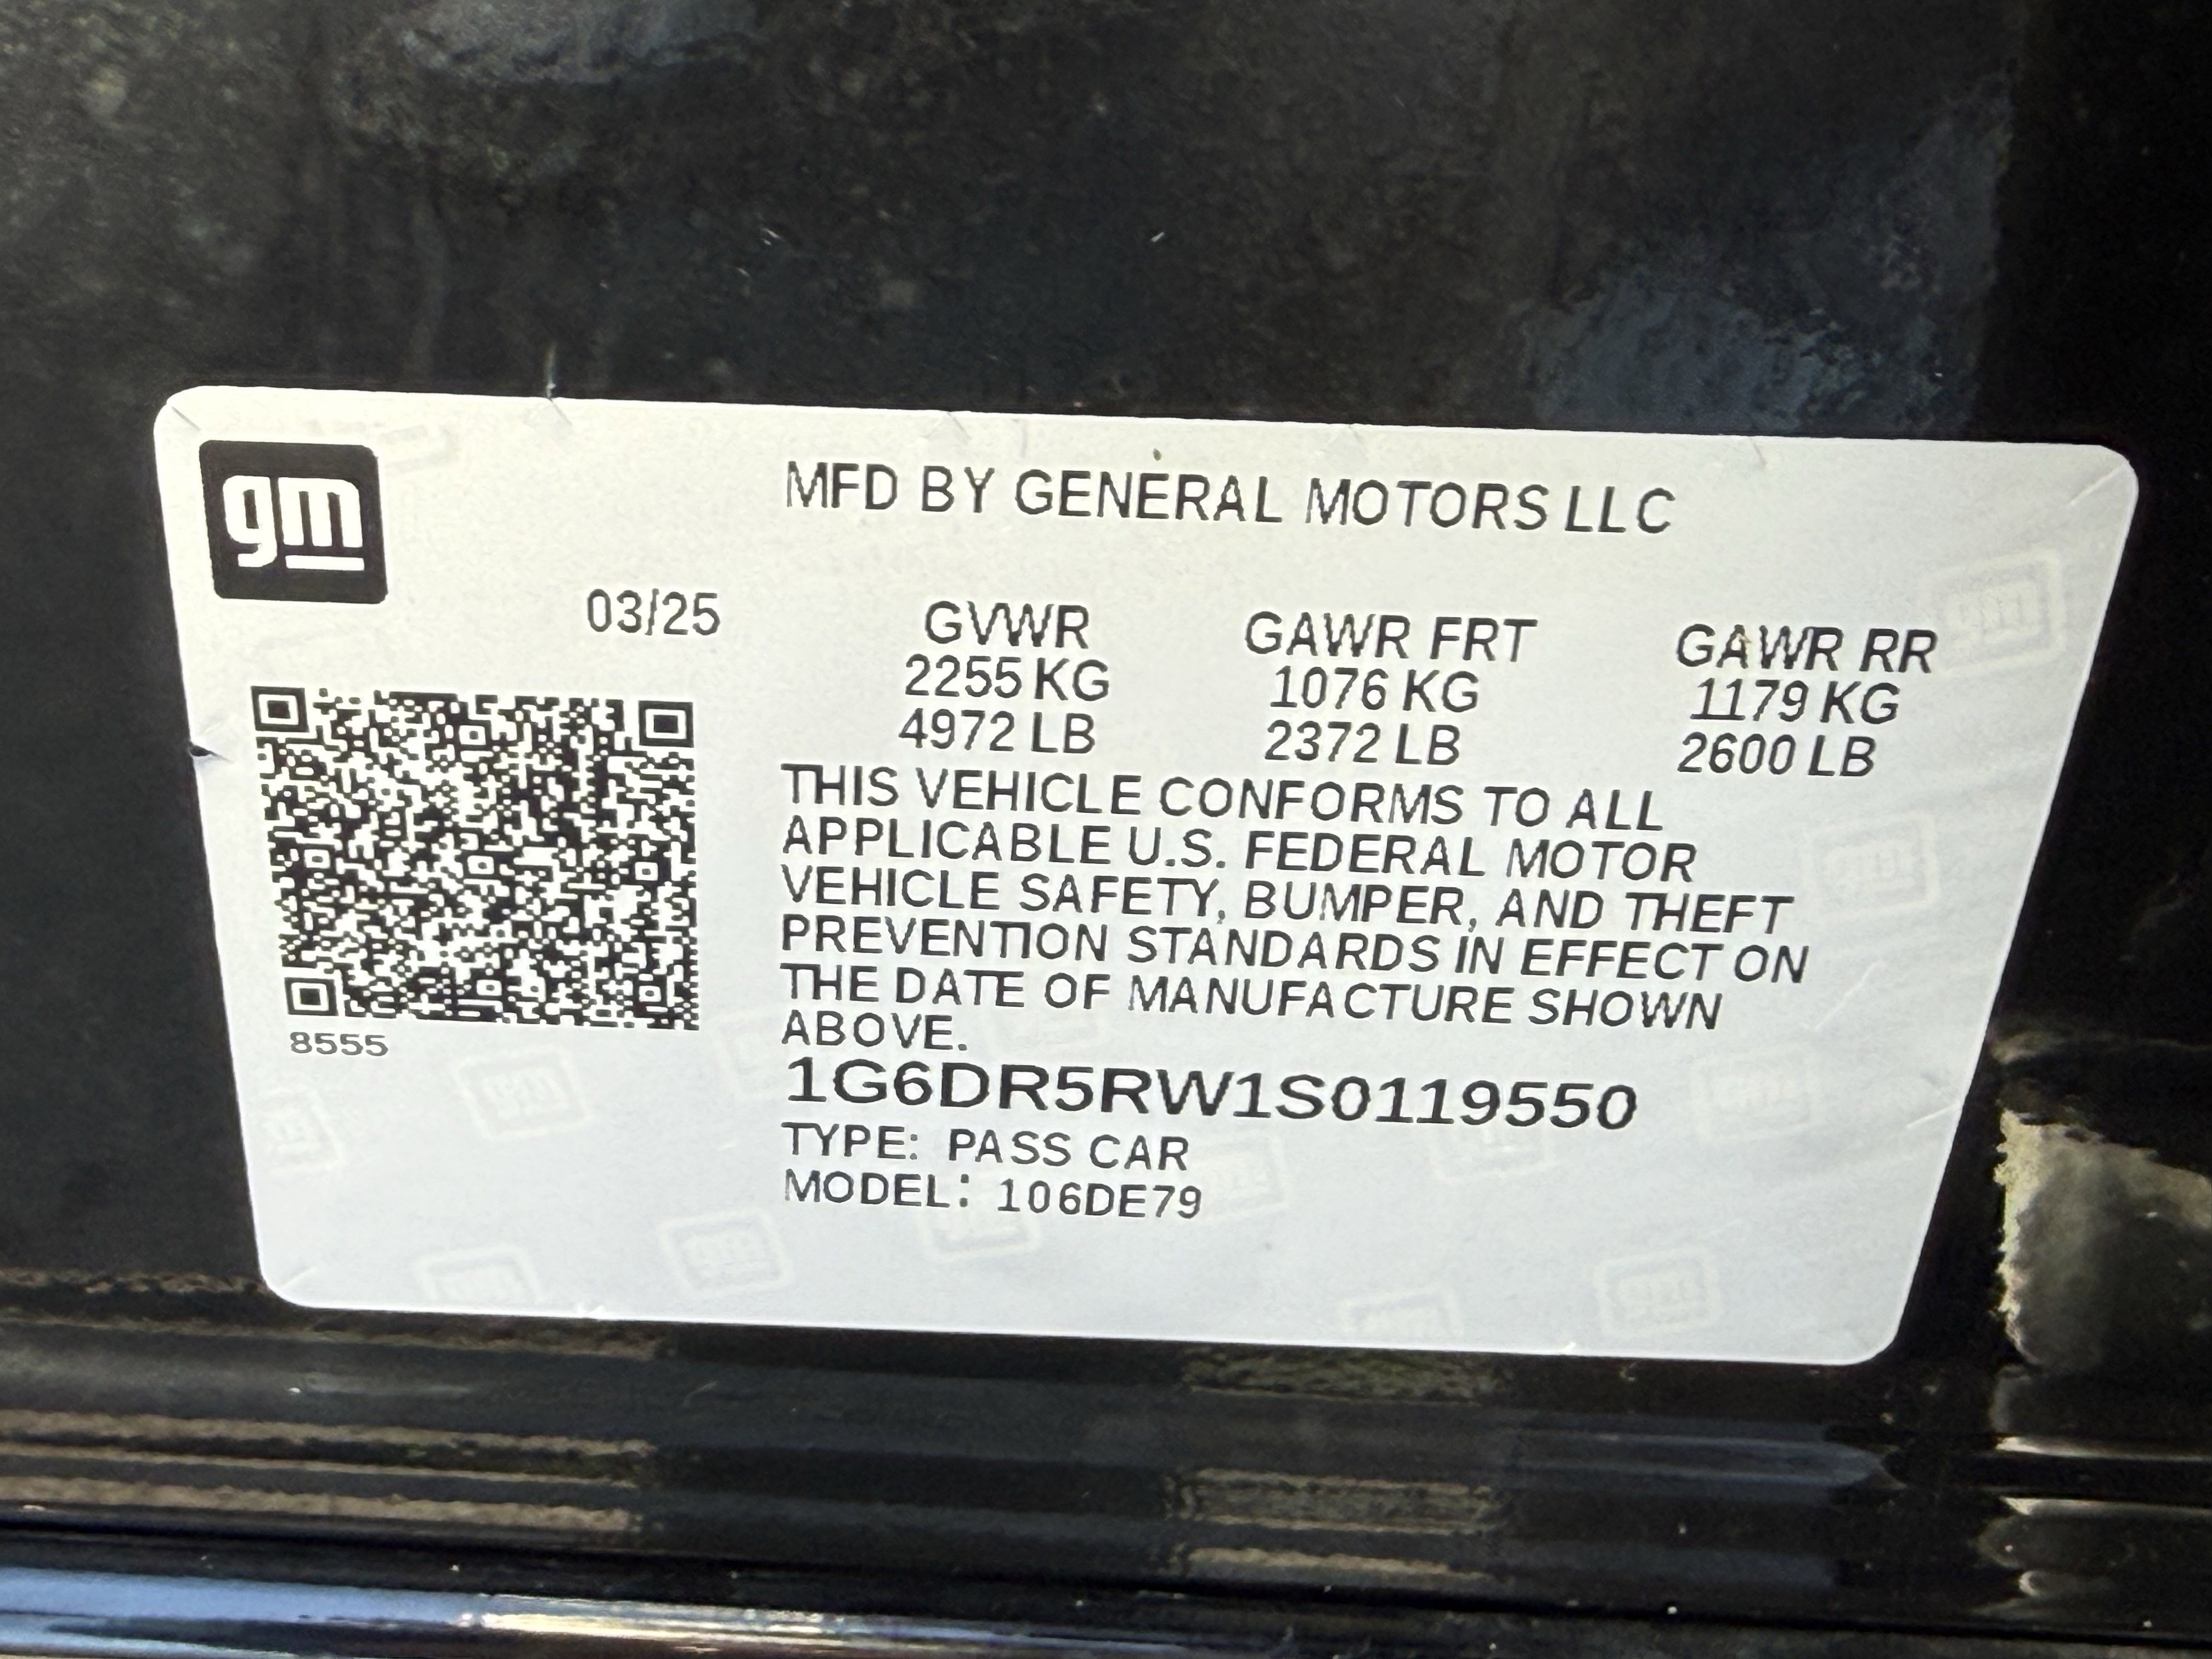 gm
MFD BY GENERAL MOTORS LLC
03/25
GVWR GAWR FRT GAWR RR
2255 KG 1076 KG 1179 KG
4972 LB 2372 LB 2600 LB
THIS VEHICLE CONFORMS TO ALL
APPLICABLE U.S. FEDERAL MOTOR
VEHICLE SAFETY, BUMPER, AND THEFT
PREVENTION STANDARDS IN EFFECT ON
THE DATE OF MANUFACTURE SHOWN
ABOVE.
8555
1G6DR5RW1S0119550
TYPE: PASS CAR
MODEL: 106DE79